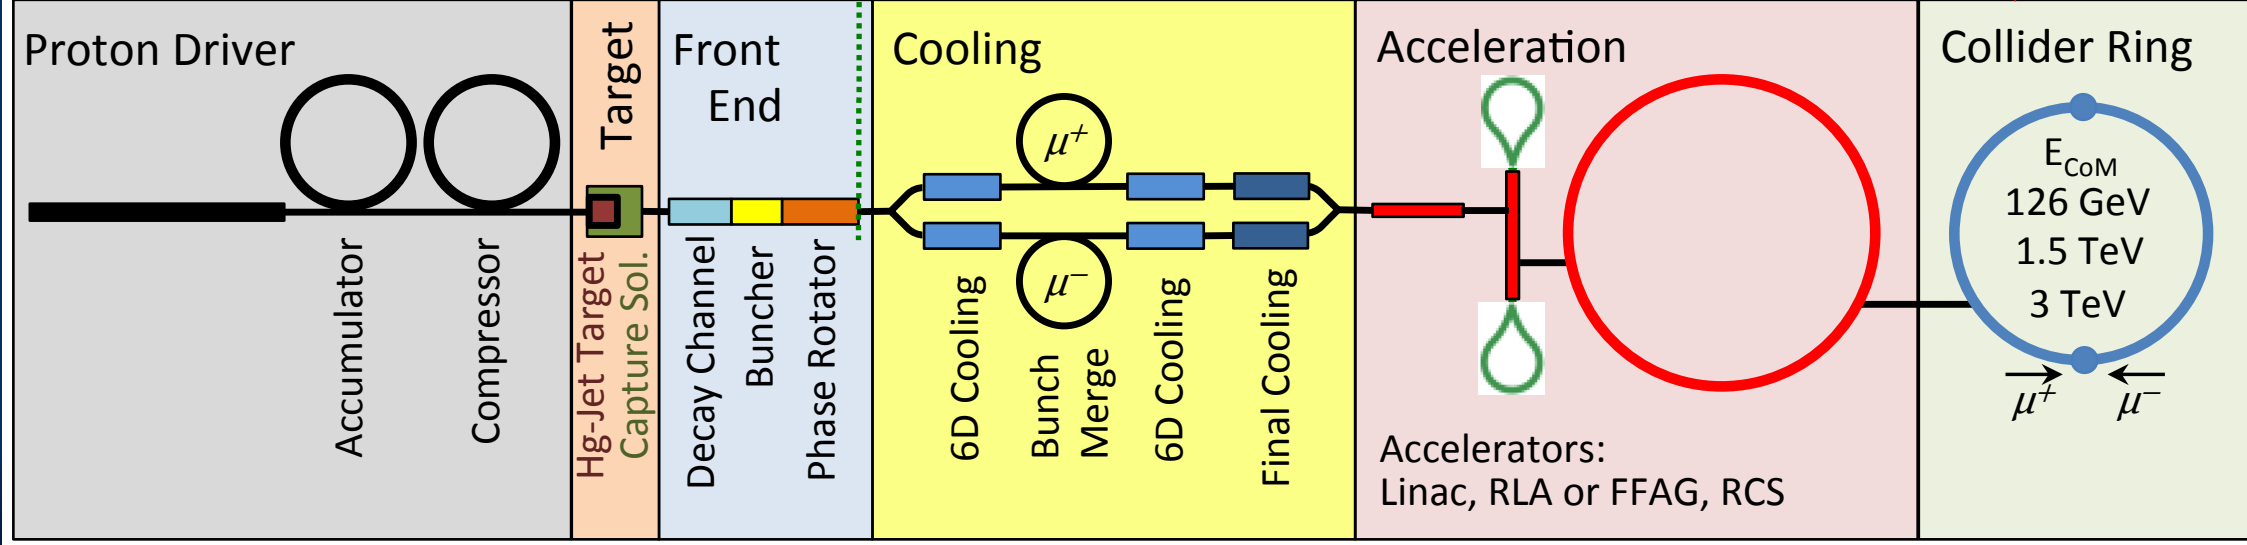 Proton Driver
Accumulator
Compressor
Target
Hg-Jet Target
Capture Sol.
Front
End
Decay Channel
Buncher
Phase Rotator
Cooling
μ+
μ−
6D Cooling
Bunch
Merge
6D Cooling
Final Cooling
Acceleration
Accelerators:
Linac, RLA or FFAG, RCS
Collider Ring
ECoM
126 GeV
1.5 TeV
3 TeV
μ+ μ−